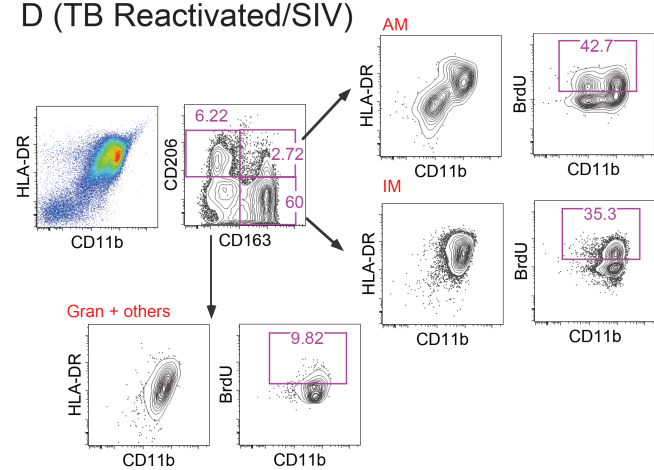 D (TB Reactivated/SIV)
AM
HLA-DR
CD11b
42.7
BrdU
CD11b
HLA-DR
CD11b
6.22
2.72
60
CD206
CD163
IM
HLA-DR
CD11b
35.3
BrdU
CD11b
Gran + others
HLA-DR
CD11b
9.82
BrdU
CD11b